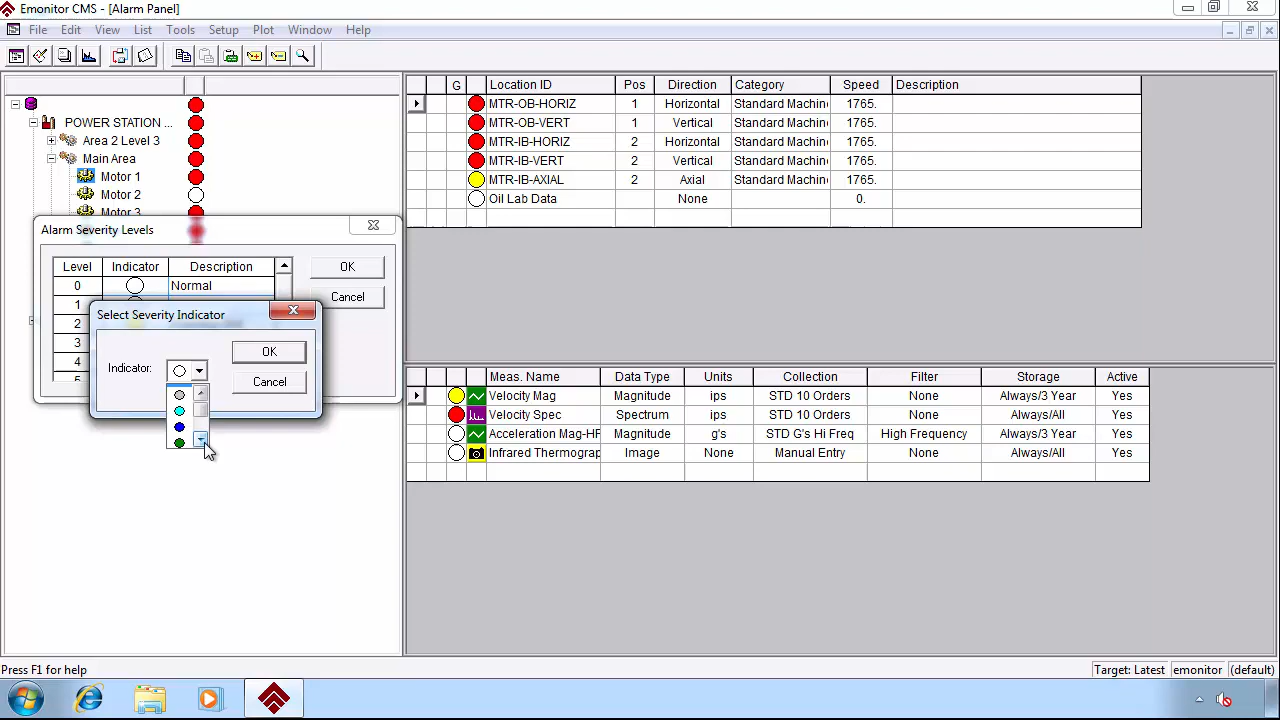 Emonitor CMS - [Alarm Panel]
File Edit View List Tools Setup Plot Window Help
POWER STATION ...
Area 2 Level 3
Main Area
Motor 1
Motor 2
Motor 3
Alarm Severity Levels
Level Indicator Description
0 Normal
1
2
3
4
OK
Cancel
Select Severity Indicator
Indicator:
OK
Cancel
G Location ID Pos Direction Category Speed Description
MTR-OB-HORIZ 1 Horizontal Standard Machin 1765.
MTR-OB-VERT 1 Vertical Standard Machin 1765.
MTR-IB-HORIZ 2 Horizontal Standard Machin 1765.
MTR-IB-VERT 2 Vertical Standard Machin 1765.
MTR-IB-AXIAL 2 Axial Standard Machin 1765.
Oil Lab Data None 0.
Meas. Name Data Type Units Collection Filter Storage Active
Velocity Mag Magnitude ips STD 10 Orders None Always/3 Year Yes
Velocity Spec Spectrum ips STD 10 Orders None Always/All Yes
Acceleration Mag-HF Magnitude g's STD G's Hi Freq High Frequency Always/3 Year Yes
Infrared Thermograp Image None Manual Entry None Always/All Yes
Press F1 for help
Target: Latest emonitor (default)